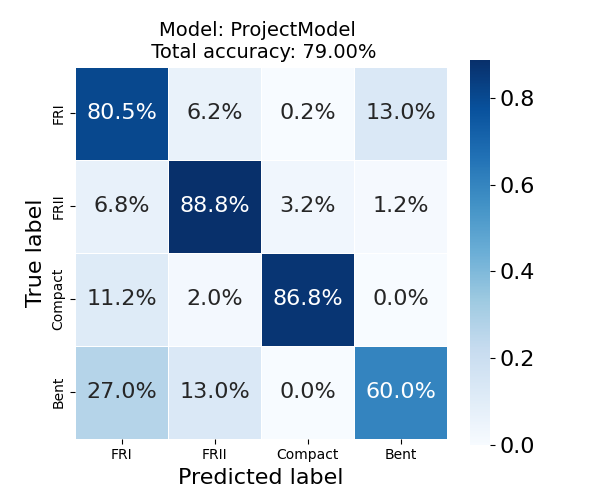 Model: ProjectModel
Total accuracy: 79.00%
True label
FRI
80.5% 6.2% 0.2% 13.0%
FRII
6.8% 88.8% 3.2% 1.2%
Compact
11.2% 2.0% 86.8% 0.0%
Bent
27.0% 13.0% 0.0% 60.0%
FRI FRII Compact Bent
Predicted label
0.8
0.6
0.4
0.2
0.0